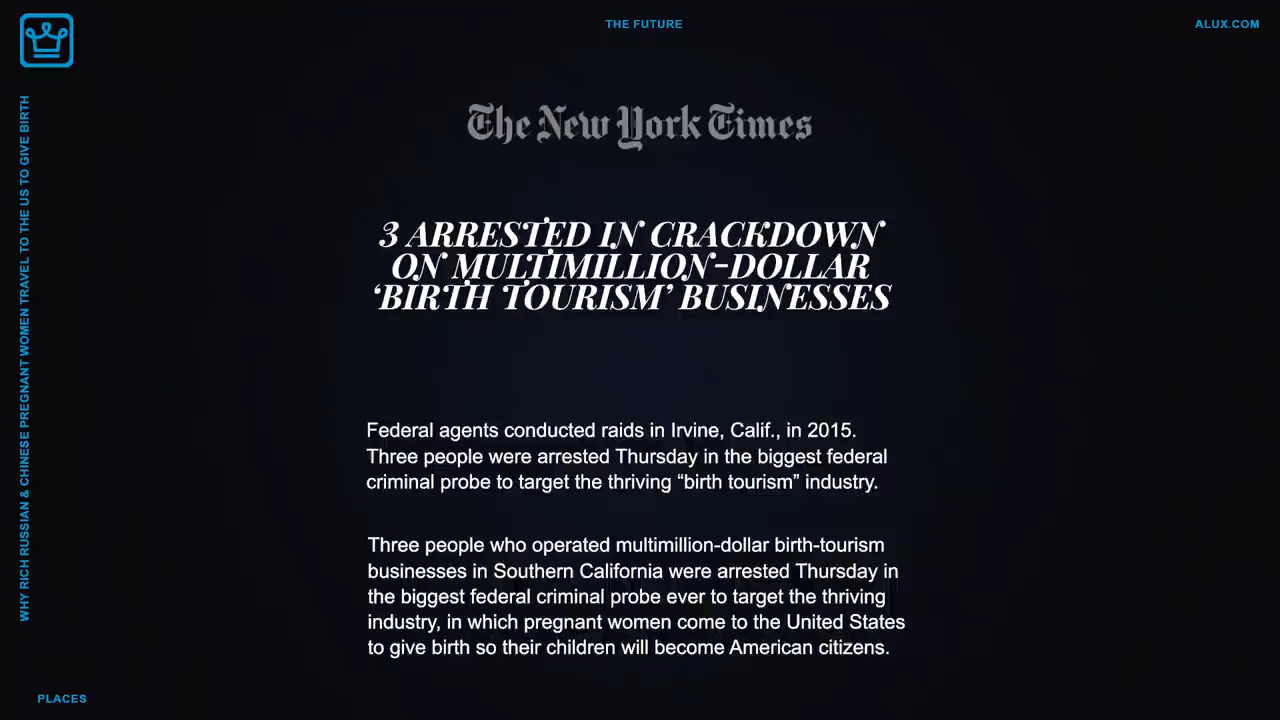 THE FUTURE
ALUX.COM
WHY RICH RUSSIAN & CHINESE PREGNANT WOMEN TRAVEL TO THE US TO GIVE BIRTH
The New York Times
3 ARRESTED IN CRACKDOWN
ON MULTIMILLION-DOLLAR
‘BIRTH TOURISM’ BUSINESSES
Federal agents conducted raids in Irvine, Calif., in 2015.
Three people were arrested Thursday in the biggest federal
criminal probe to target the thriving “birth tourism” industry.
Three people who operated multimillion-dollar birth-tourism
businesses in Southern California were arrested Thursday in
the biggest federal criminal probe ever to target the thriving
industry, in which pregnant women come to the United States
to give birth so their children will become American citizens.
PLACES